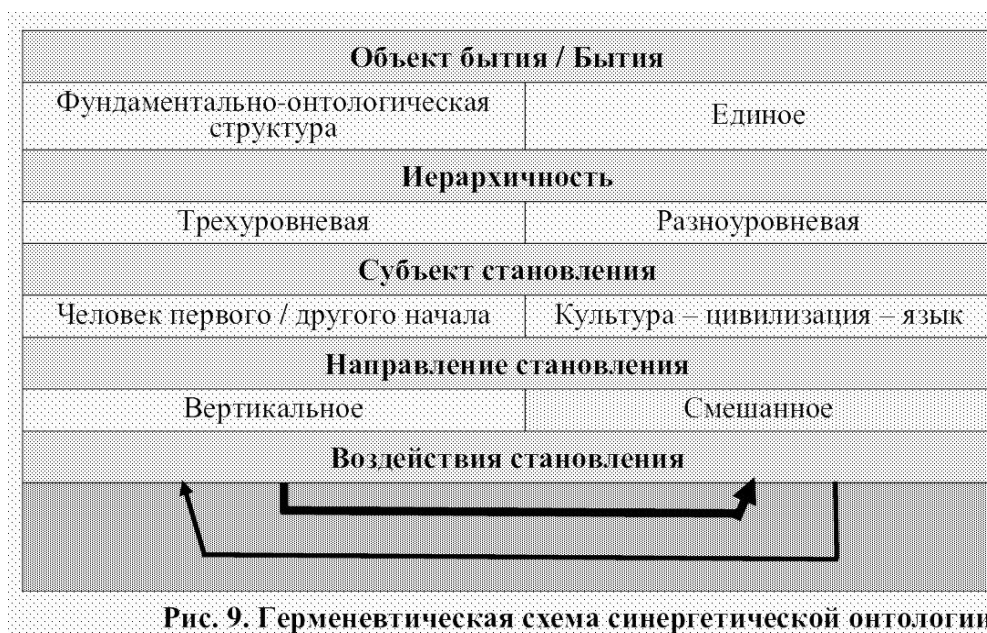 Объект бытия / Бытия
Фундаментально-онтологическая
структура
Единое
Иерархичность
Трехуровневая
Разноуровневая
Субъект становления
Человек первого / другого начала
Культура – цивилизация – язык
Направление становления
Вертикальное
Смешанное
Воздействия становления
Рис. 9. Герменевтическая схема синергетической онтологии